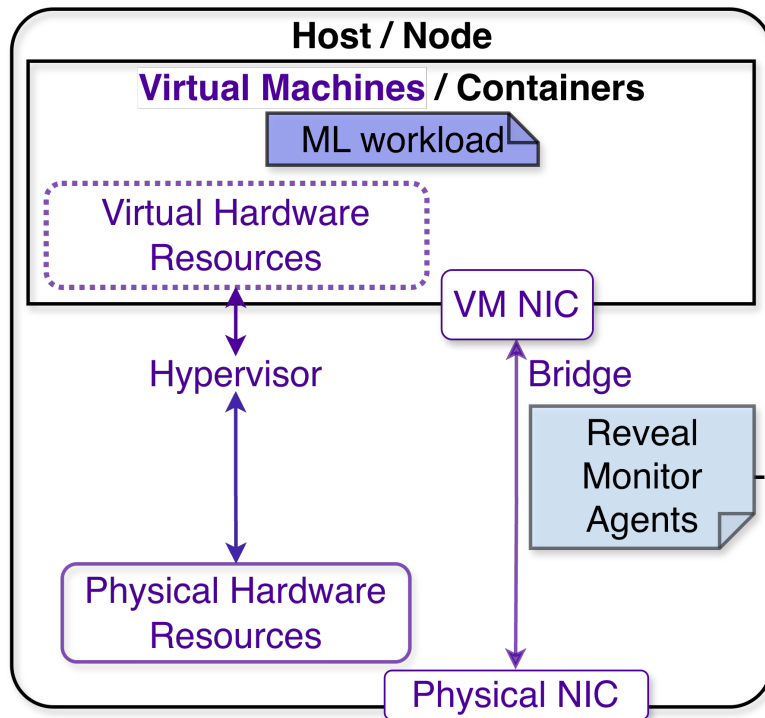 Host / Node
Virtual Machines / Containers
ML workload
Virtual Hardware
Resources
VM NIC
Hypervisor
Bridge
Reveal
Monitor
Agents
Physical Hardware
Resources
Physical NIC